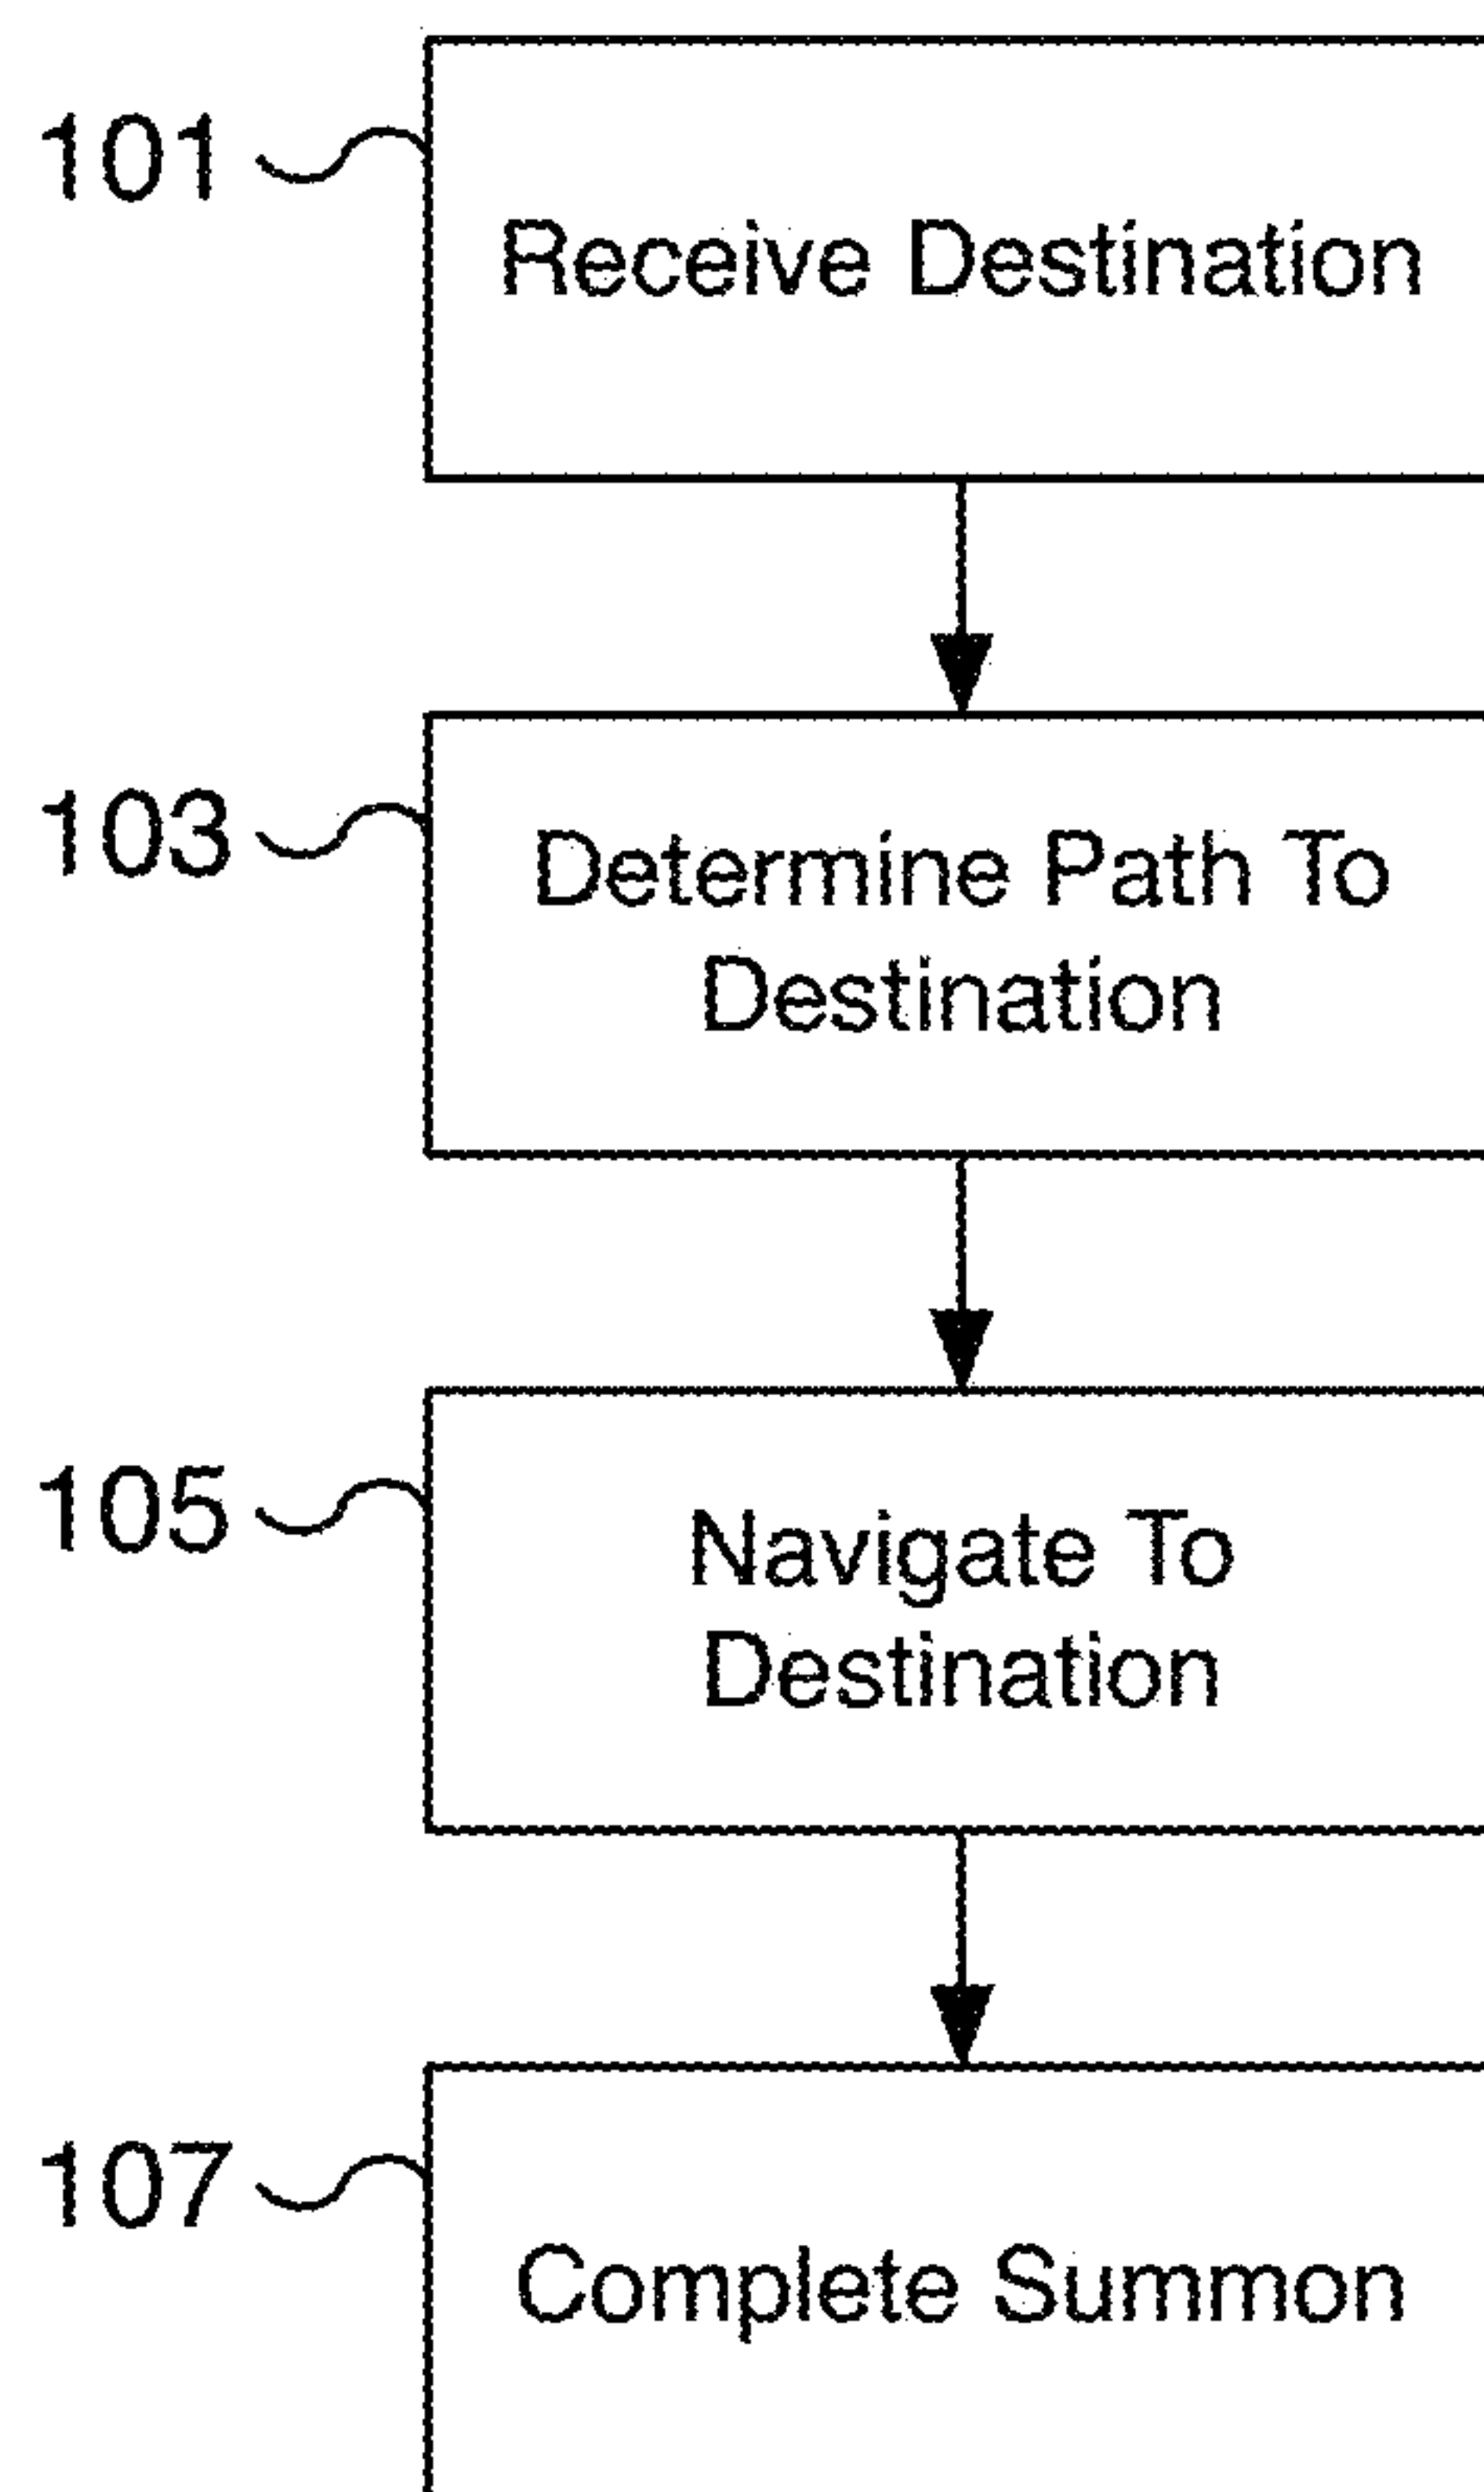 101
Receive Destination
103
Determine Path To
Destination
105
Navigate To
Destination
107
Complete Summon